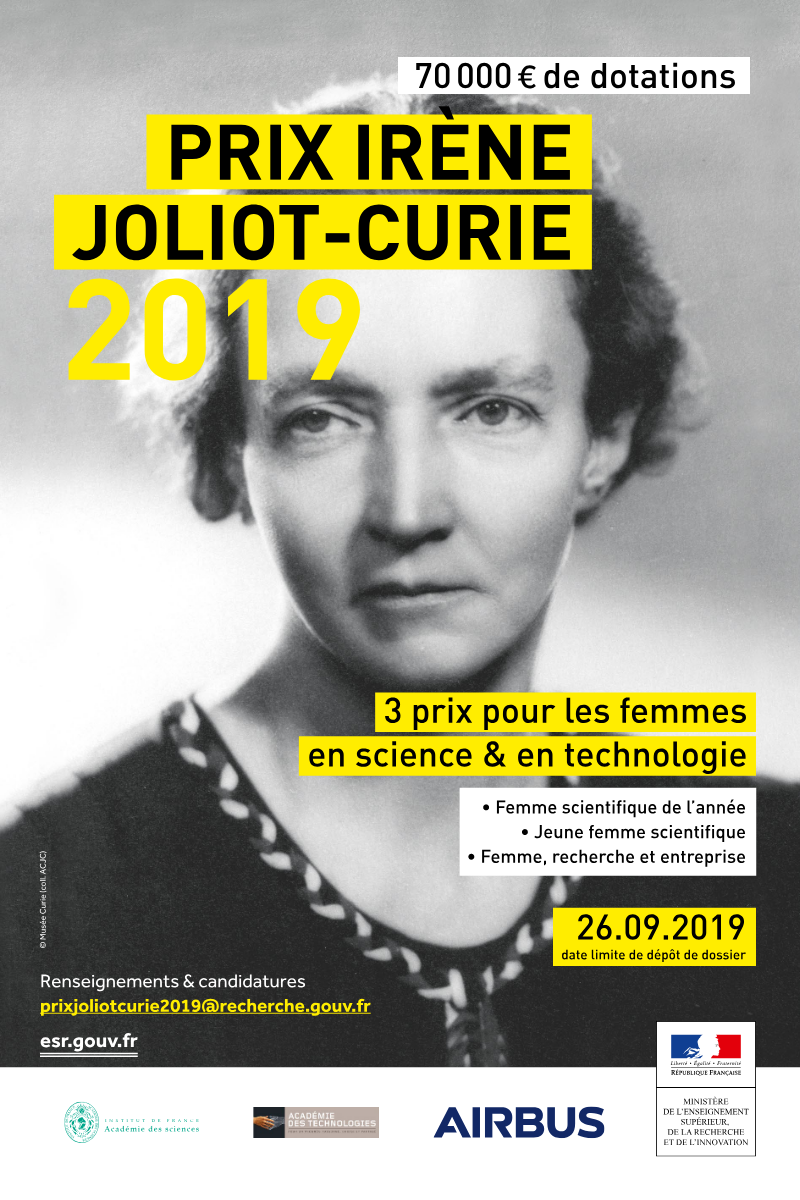 70 000 € de dotations
PRIX IRÈNE
JOLIOT-CURIE
2019
3 prix pour les femmes
en science & en technologie
• Femme scientifique de l'année
• Jeune femme scientifique
• Femme, recherche et entreprise
26.09.2019
date limite de dépôt de dossier
© Musée Curie (coll. ACJC)
Renseignements & candidatures
prixjoliotcurie2019@recherche.gouv.fr
esr.gouv.fr
INSTITUT DE FRANCE
Académie des sciences
ACADÉMIE
DES TECHNOLOGIES
AIRBUS
Liberté • Égalité • Fraternité
RÉPUBLIQUE FRANÇAISE
MINISTÈRE
DE L'ENSEIGNEMENT
SUPÉRIEUR,
DE LA RECHERCHE
ET DE L'INNOVATION